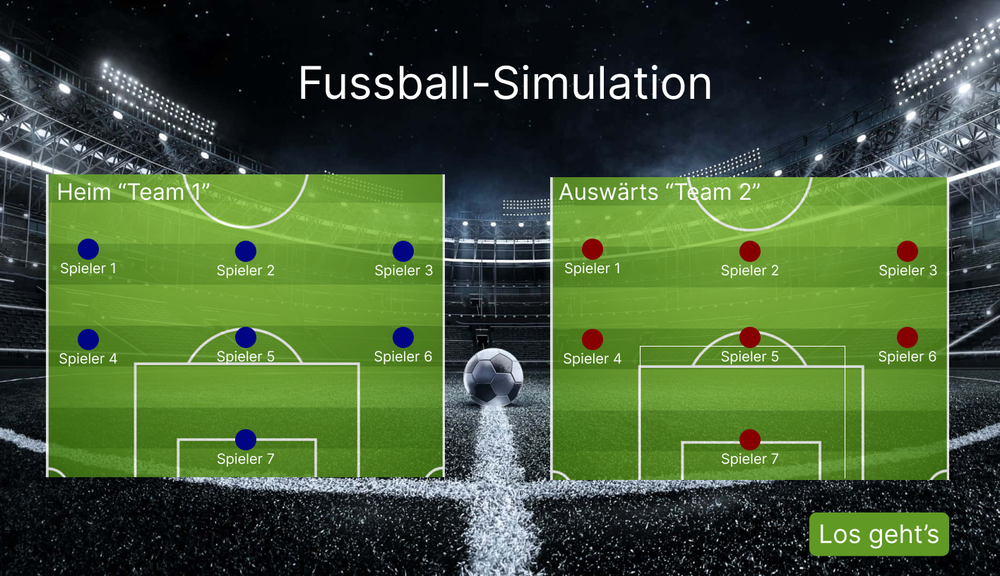 Fussball-Simulation
Heim “Team 1”
Spieler 1
Spieler 2
Spieler 3
Spieler 4
Spieler 5
Spieler 6
Spieler 7
Auswärts “Team 2”
Spieler 1
Spieler 2
Spieler 3
Spieler 4
Spieler 5
Spieler 6
Spieler 7
Los geht’s